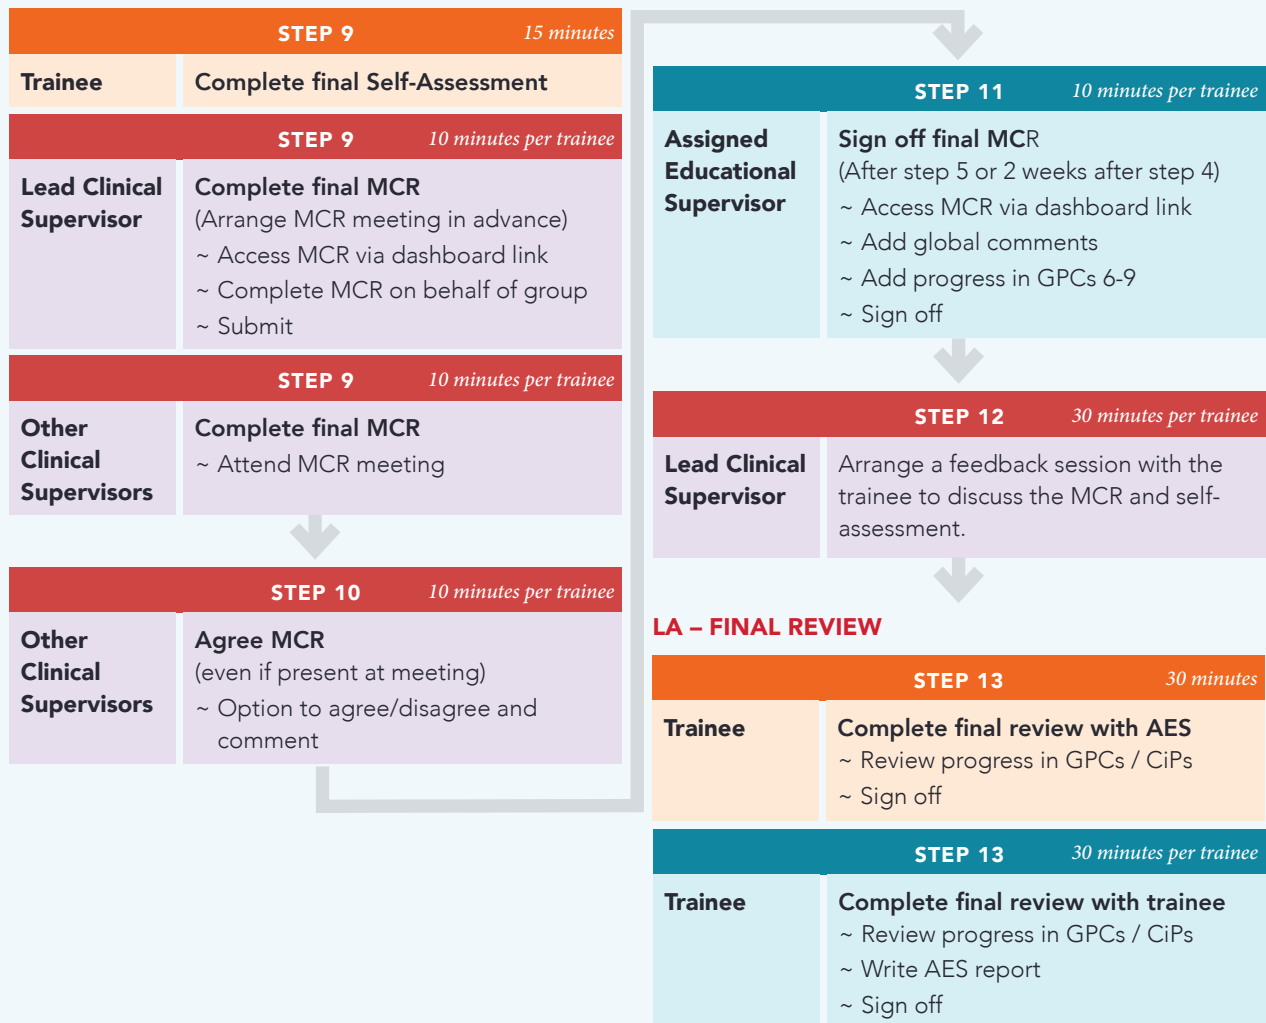 STEP 9 15 minutes
Trainee
Complete final Self-Assessment
STEP 9 10 minutes per trainee
Lead Clinical
Supervisor
Complete final MCR
(Arrange MCR meeting in advance)
~ Access MCR via dashboard link
~ Complete MCR on behalf of group
~ Submit
STEP 9 10 minutes per trainee
Other
Clinical
Supervisors
Complete final MCR
~ Attend MCR meeting
STEP 10 10 minutes per trainee
Other
Clinical
Supervisors
Agree MCR
(even if present at meeting)
~ Option to agree/disagree and
comment
STEP 11 10 minutes per trainee
Assigned
Educational
Supervisor
Sign off final MCR
(After step 5 or 2 weeks after step 4)
~ Access MCR via dashboard link
~ Add global comments
~ Add progress in GPCs 6-9
~ Sign off
STEP 12 30 minutes per trainee
Lead Clinical
Supervisor
Arrange a feedback session with the
trainee to discuss the MCR and self-
assessment.
LA – FINAL REVIEW
STEP 13 30 minutes
Trainee
Complete final review with AES
~ Review progress in GPCs / CiPs
~ Sign off
STEP 13 30 minutes per trainee
Trainee
Complete final review with trainee
~ Review progress in GPCs / CiPs
~ Write AES report
~ Sign off